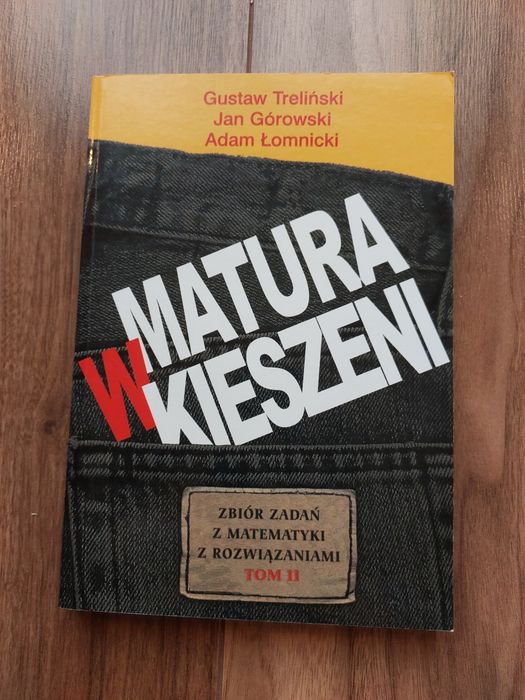 Gustaw Treliński
Jan Górowski
Adam Łomnicki
MATURA
W KIESZENI
ZBIÓR ZADAŃ
Z MATEMATYKI
Z ROZWIĄZANIAMI
TOM II